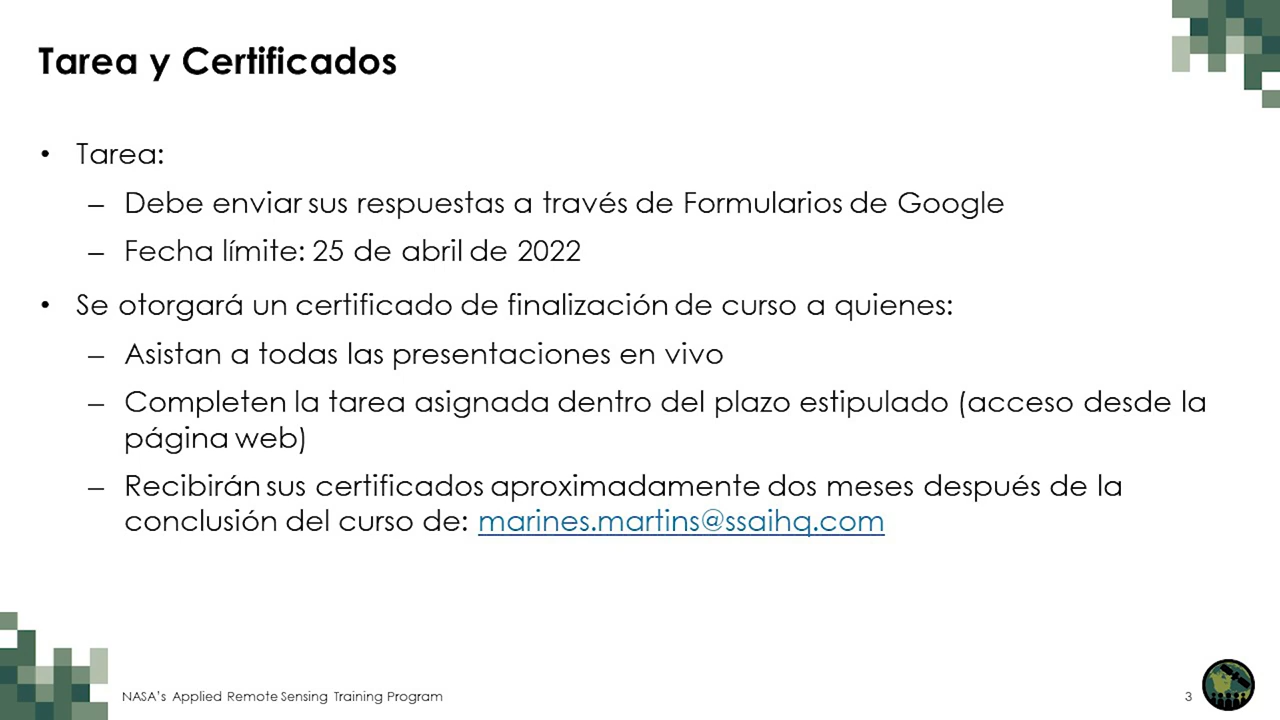 Tarea y Certificados
• Tarea:
– Debe enviar sus respuestas a través de Formularios de Google
– Fecha límite: 25 de abril de 2022
• Se otorgará un certificado de finalización de curso a quienes:
– Asistan a todas las presentaciones en vivo
– Completen la tarea asignada dentro del plazo estipulado (acceso desde la
página web)
– Recibirán sus certificados aproximadamente dos meses después de la
conclusión del curso de: marines.martins@ssaihq.com
NASA's Applied Remote Sensing Training Program
3